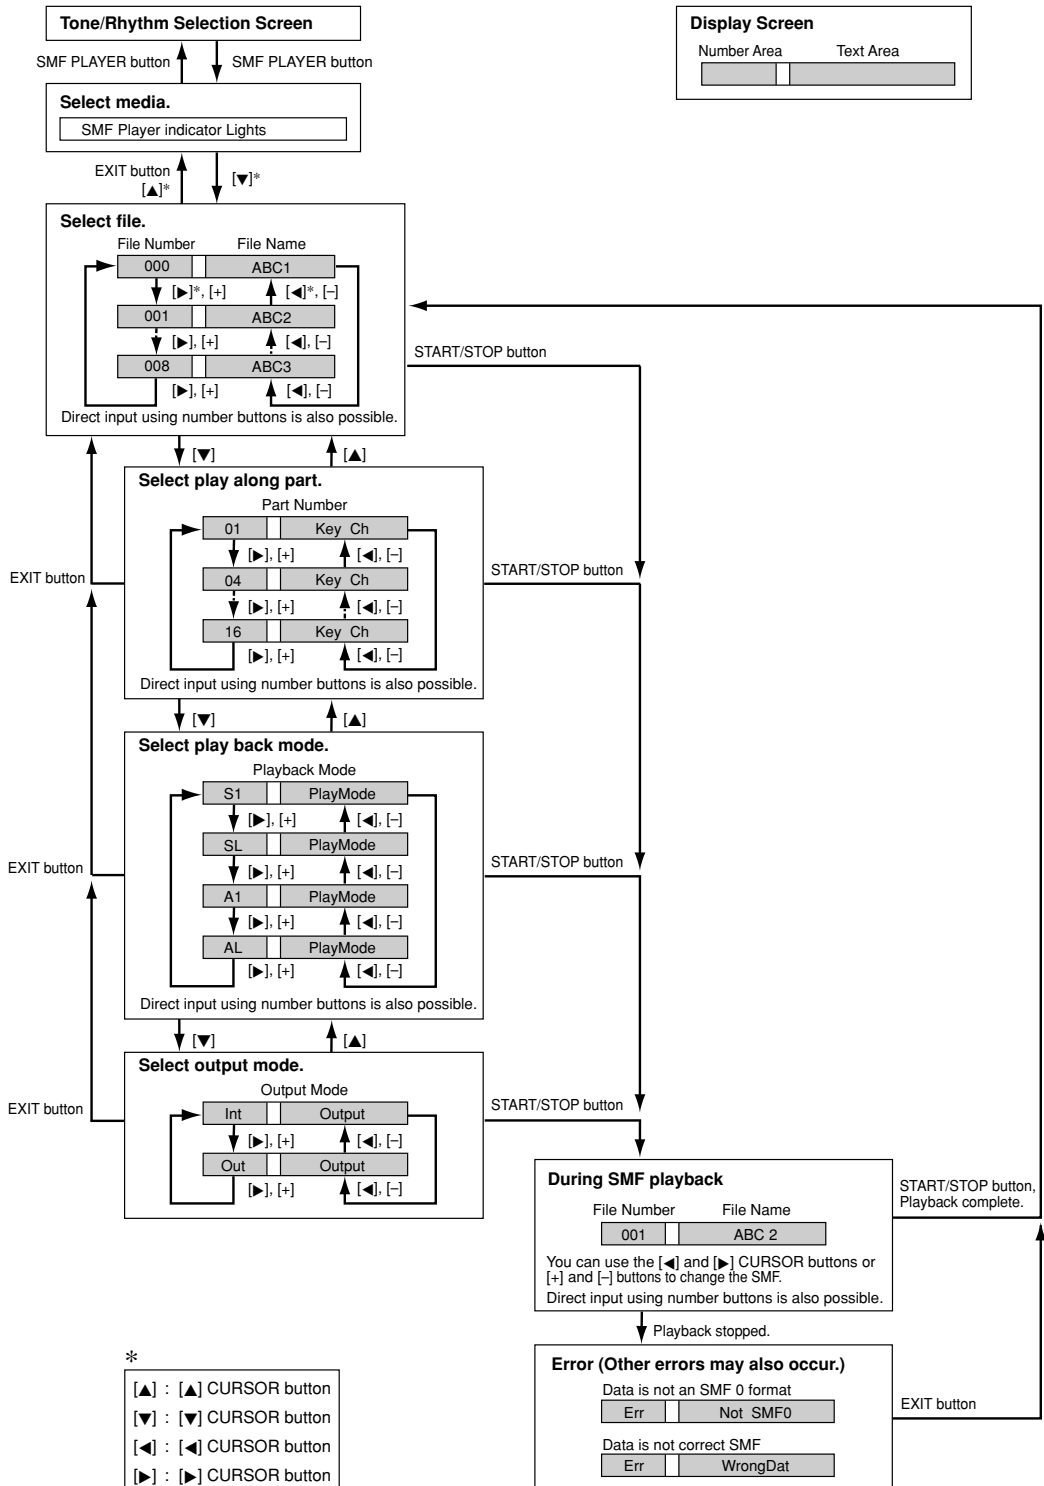 Tone/Rhythm Selection Screen
SMF PLAYER button
SMF PLAYER button
Display Screen
Number Area
Text Area
Select media.
SMF Player indicator Lights
EXIT button
[▲]*
[▼]*
Select file.
File Number
File Name
000
ABC1
[▶]*, [+]
[◀]*, [–]
001
ABC2
[▶], [+]
[◀], [–]
008
ABC3
[▶], [+]
[◀], [–]
Direct input using number buttons is also possible.
START/STOP button
[▼]
[▲]
Select play along part.
Part Number
01
Key Ch
[▶], [+]
[◀], [–]
04
Key Ch
[▶], [+]
[◀], [–]
16
Key Ch
[▶], [+]
[◀], [–]
Direct input using number buttons is also possible.
EXIT button
START/STOP button
[▼]
[▲]
Select play back mode.
Playback Mode
S1
PlayMode
[▶], [+]
[◀], [–]
SL
PlayMode
[▶], [+]
[◀], [–]
A1
PlayMode
[▶], [+]
[◀], [–]
AL
PlayMode
[▶], [+]
[◀], [–]
Direct input using number buttons is also possible.
EXIT button
START/STOP button
[▼]
[▲]
Select output mode.
Output Mode
Int
Output
[▶], [+]
[◀], [–]
Out
Output
[▶], [+]
[◀], [–]
EXIT button
START/STOP button
During SMF playback
File Number
File Name
001
ABC 2
You can use the [◀] and [▶] CURSOR buttons or
[+] and [–] buttons to change the SMF.
Direct input using number buttons is also possible.
START/STOP button,
Playback complete.
Playback stopped.
Error (Other errors may also occur.)
Data is not an SMF 0 format
Err
Not SMF0
Data is not correct SMF
Err
WrongDat
EXIT button
*
[▲] : [▲] CURSOR button
[▼] : [▼] CURSOR button
[◀] : [◀] CURSOR button
[▶] : [▶] CURSOR button